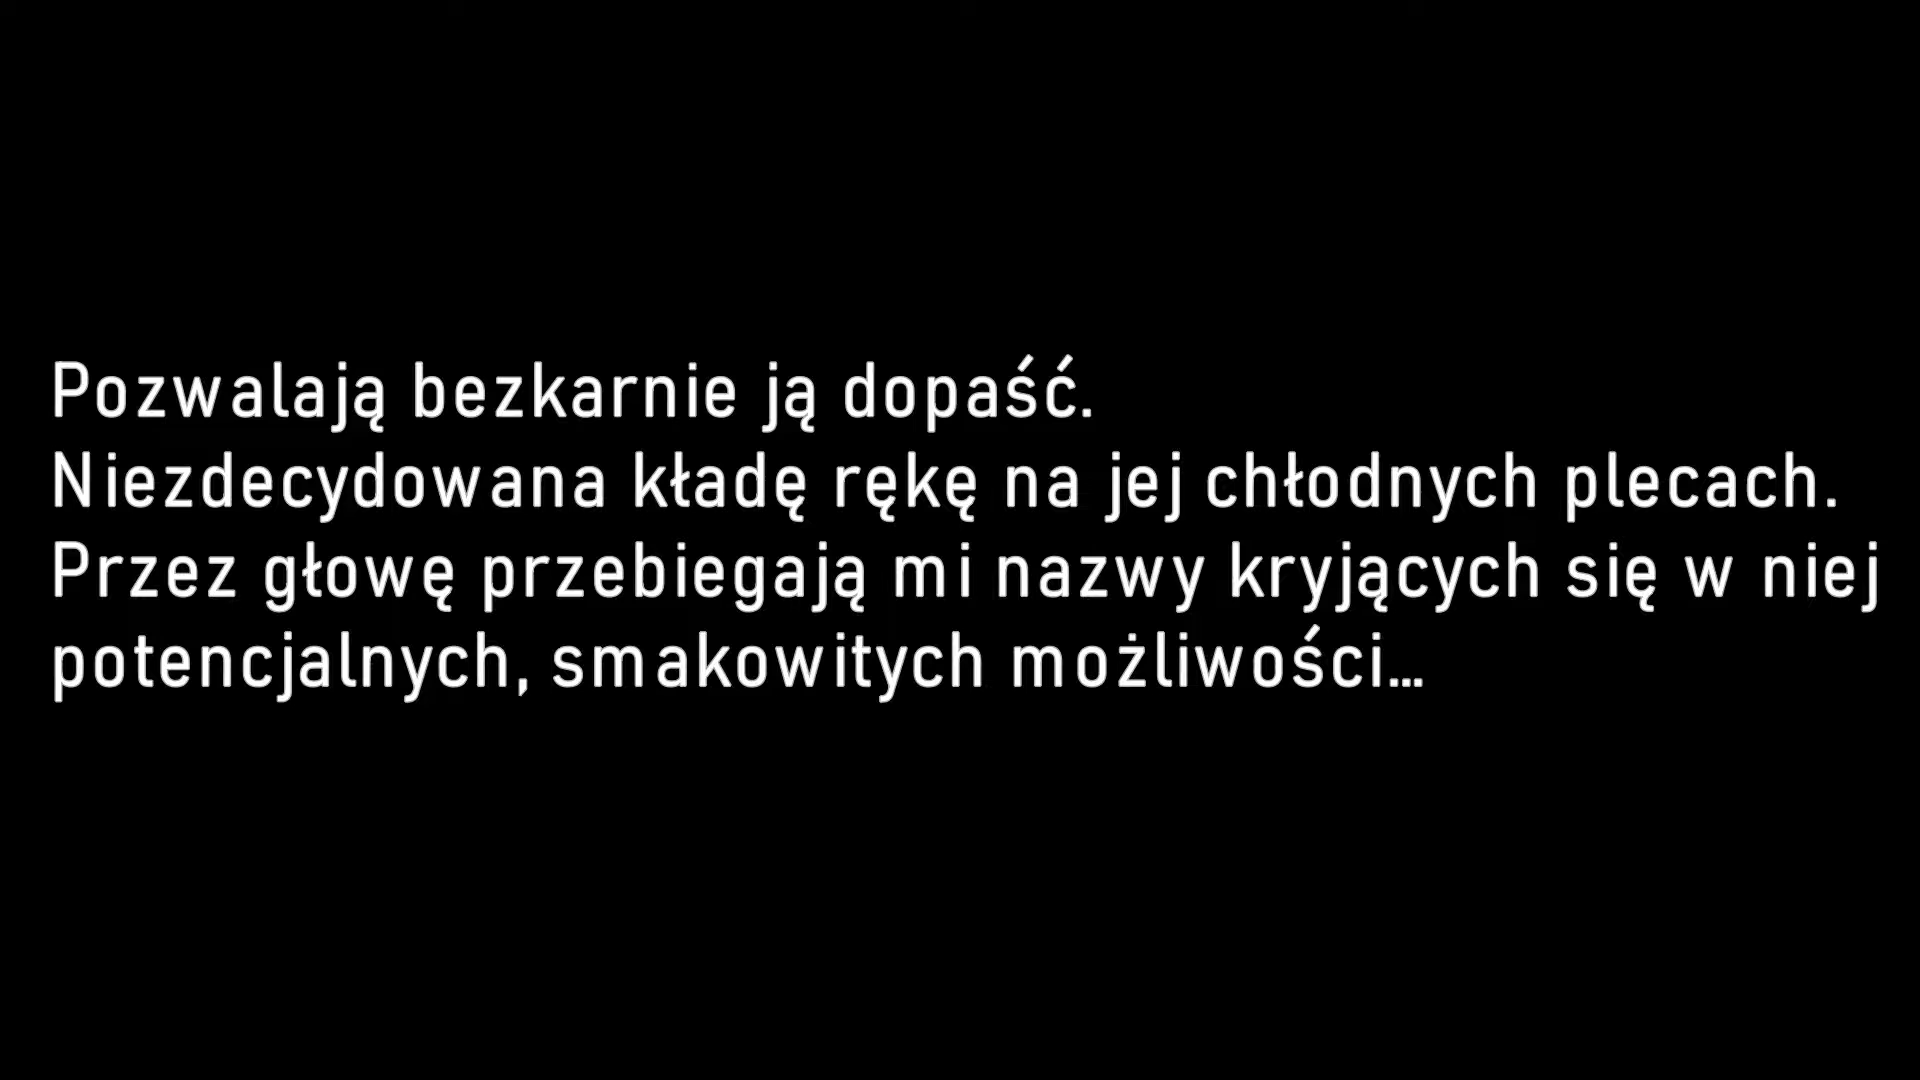 Pozwalają bezkarnie ją dopaść.
Niezdecydowana kładę rękę na jej chłodnych plecach.
Przez głowę przebiegają mi nazwy kryjących się w niej
potencjalnych, smakowitych możliwości...